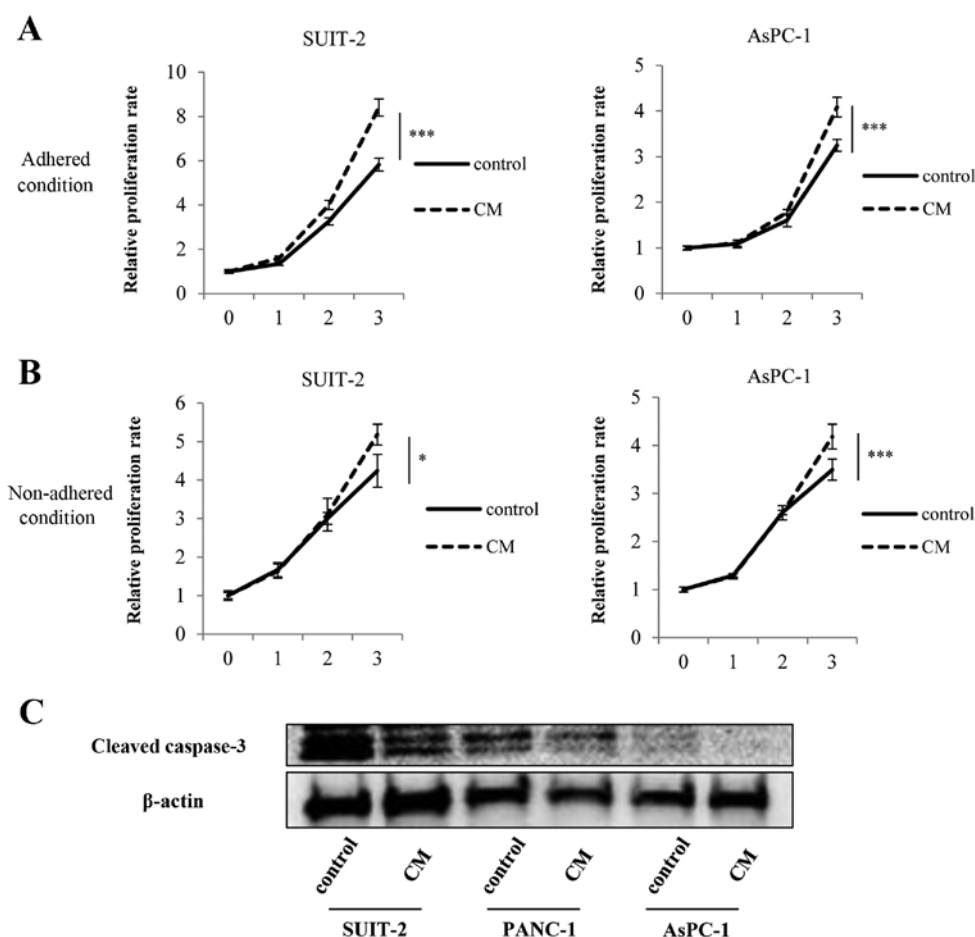 A
SUIT-2
AsPC-1
Adhered
condition
Relative proliferation rate
10
8
6
4
2
0
0 1 2 3
***
control
CM
Relative proliferation rate
5
4
3
2
1
0
0 1 2 3
***
control
CM
B
SUIT-2
AsPC-1
Non-adhered
condition
Relative proliferation rate
6
5
4
3
2
1
0
0 1 2 3
*
control
CM
Relative proliferation rate
5
4
3
2
1
0
0 1 2 3
***
control
CM
C
Cleaved caspase-3
β-actin
control CM control CM control CM
SUIT-2 PANC-1 AsPC-1